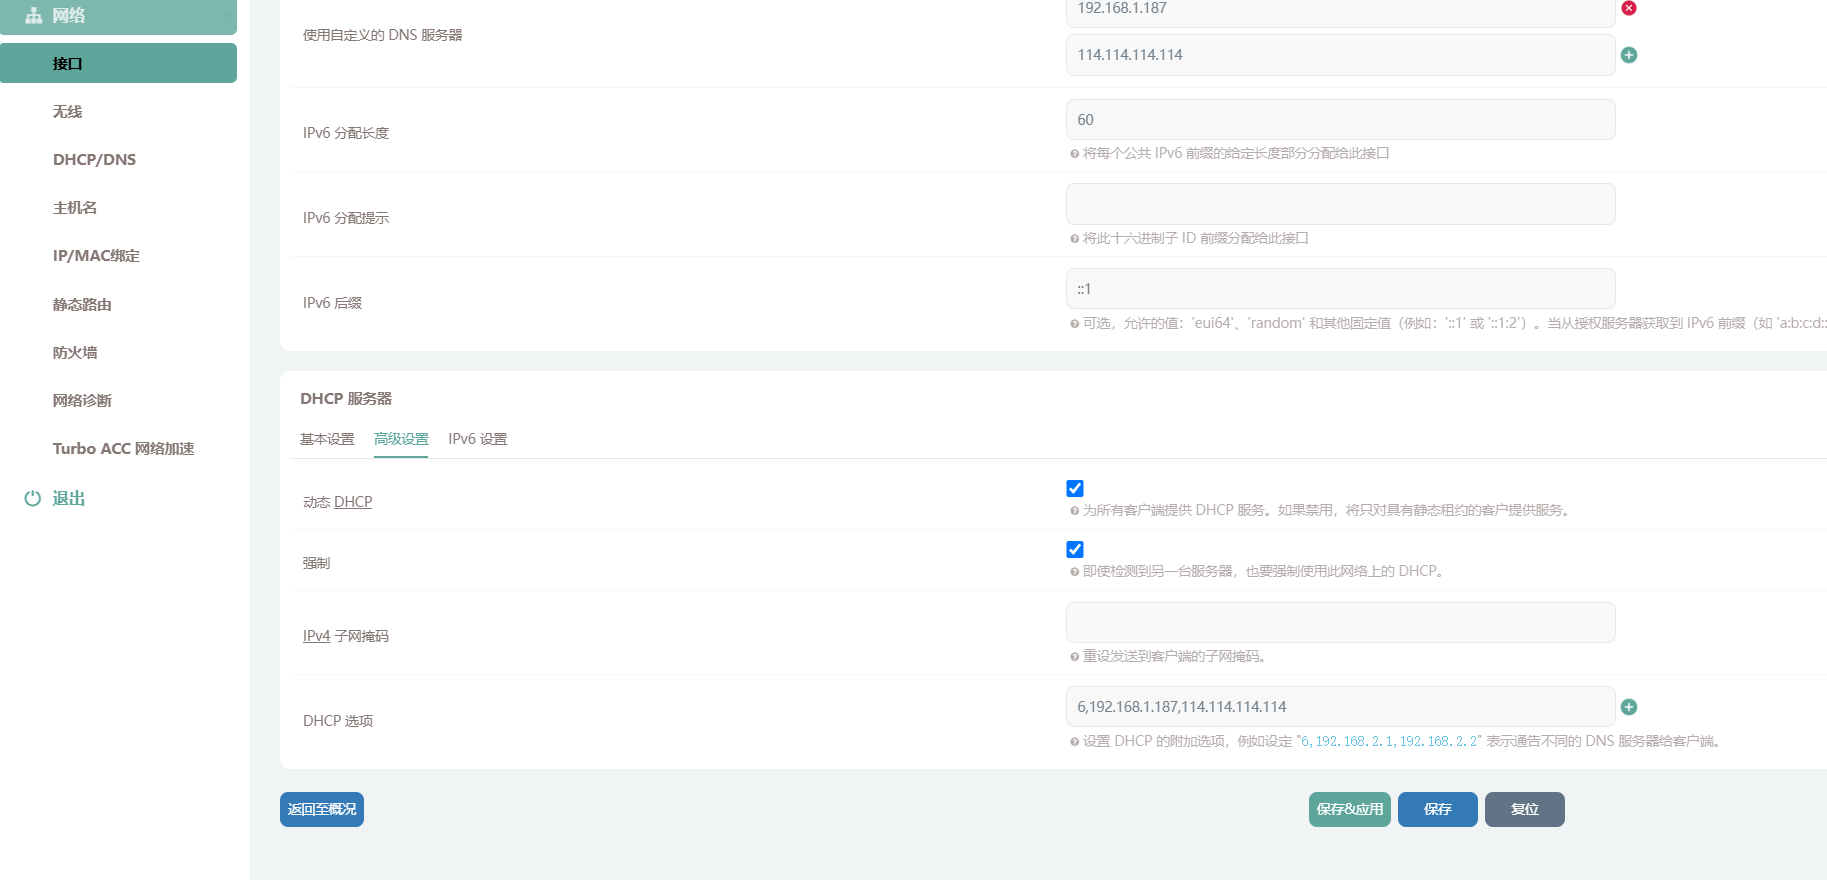 网络
接口
无线
DHCP/DNS
主机名
IP/MAC绑定
静态路由
防火墙
网络诊断
Turbo ACC 网络加速
退出
使用自定义的 DNS 服务器
192.168.1.187
114.114.114.114
IPv6 分配长度
60
将每个公共 IPv6 前缀的给定长度部分分配给此接口
IPv6 分配提示
将此十六进制子 ID 前缀分配给此接口
IPv6 后缀
::1
可选，允许的值：'eui64'、'random' 和其他固定值（例如：'::1' 或 '::1:2'）。当从授权服务器获取到 IPv6 前缀（如 'a:b:c:d::
DHCP 服务器
基本设置 高级设置 IPv6 设置
动态 DHCP
为所有客户端提供 DHCP 服务。如果禁用，将只对具有静态租约的客户提供服务。
强制
即使检测到另一台服务器，也要强制使用此网络上的 DHCP。
IPv4 子网掩码
重设发送到客户端的子网掩码。
DHCP 选项
6,192.168.1.187,114.114.114.114
设置 DHCP 的附加选项，例如设定 "6,192.168.2.1,192.168.2.2" 表示通告不同的 DNS 服务器给客户端。
返回至概况
保存&应用 保存 复位